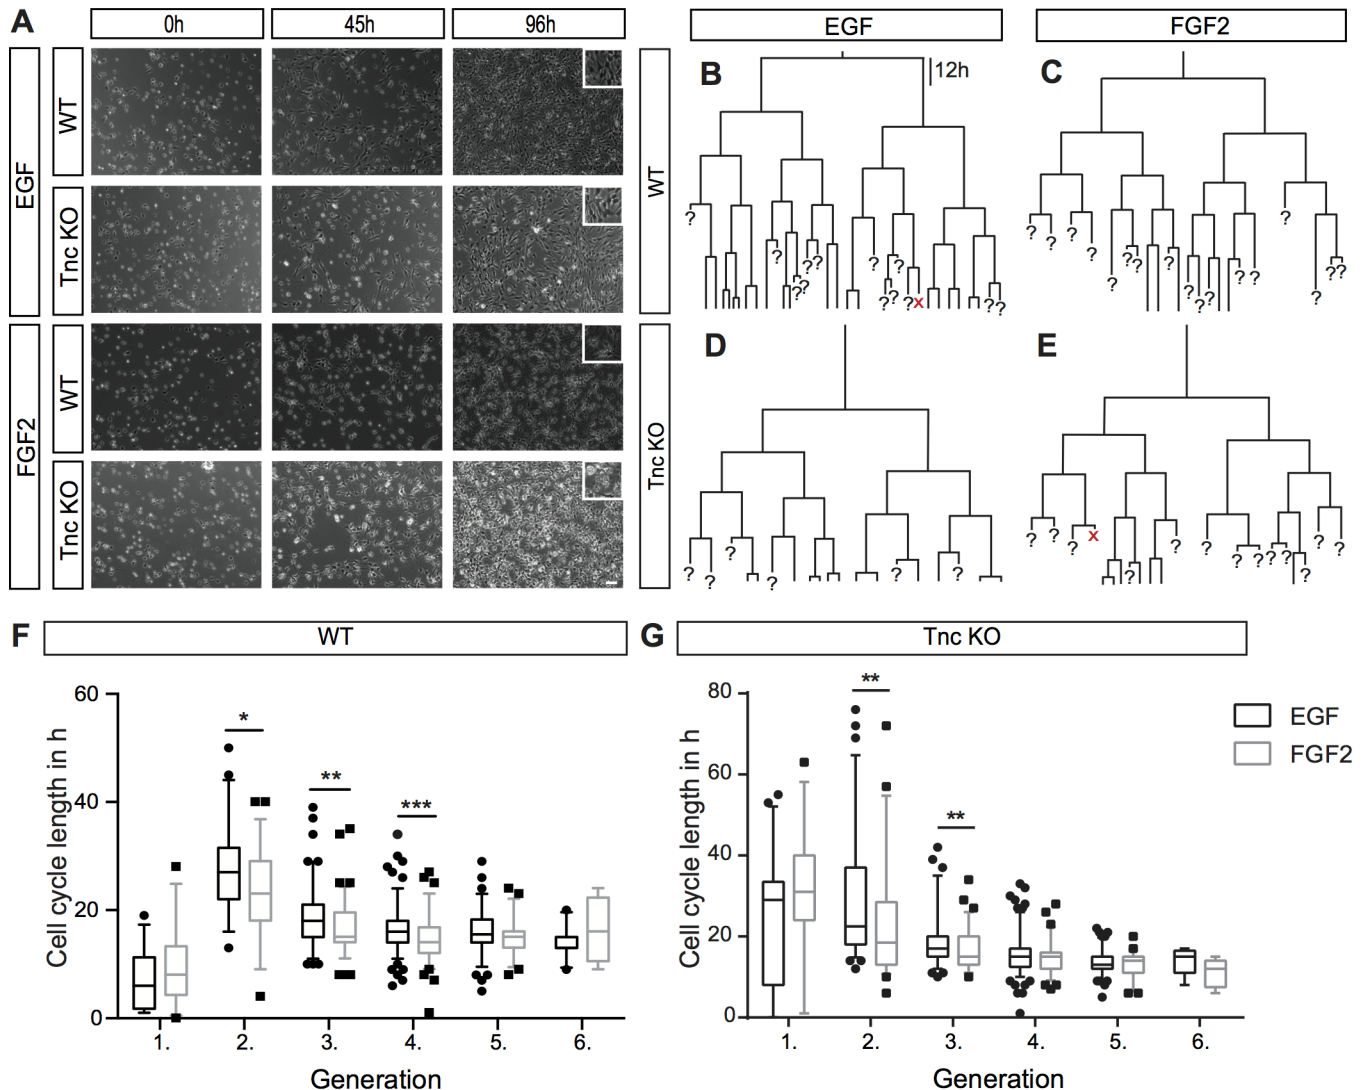 A
0h
45h
96h
EGF
FGF2
B
C
12h
EGF
WT
Tnc KO
FGF2
WT
Tnc KO
WT
Tnc KO
? ? ? ? ? ? ? ? ? ? ? ? ? x ? ?
? ? ? ? ? ? ? ? ? ? ? ? ? ? ? ? ?
D
E
? ? ? ? ? ?
? ? ? x ? ? ? ? ? ? ? ? ? ?
F
WT
G
Tnc KO
Cell cycle length in h
60
40
20
0
*
**
***
1. 2. 3. 4. 5. 6.
Generation
Cell cycle length in h
80
60
40
20
0
**
**
1. 2. 3. 4. 5. 6.
Generation
EGF
FGF2